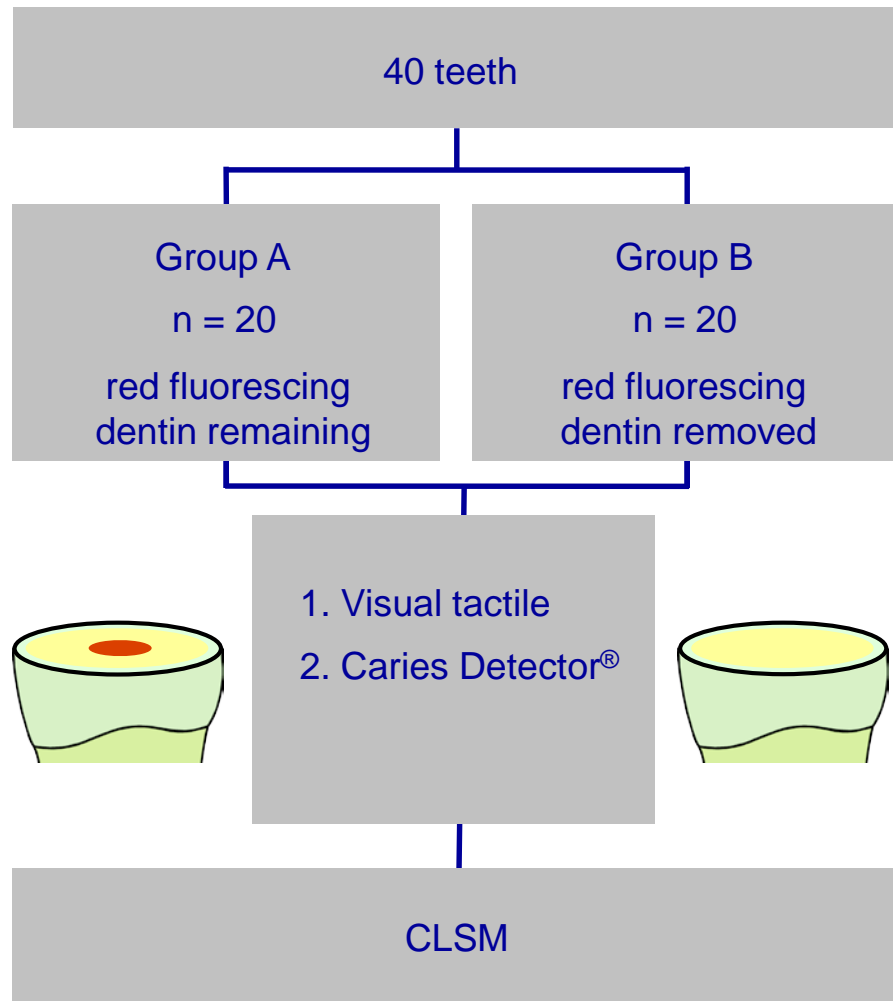 40 teeth
Group A
n = 20
red fluorescing
dentin remaining
Group B
n = 20
red fluorescing
dentin removed
1. Visual tactile
2. Caries Detector®
CLSM